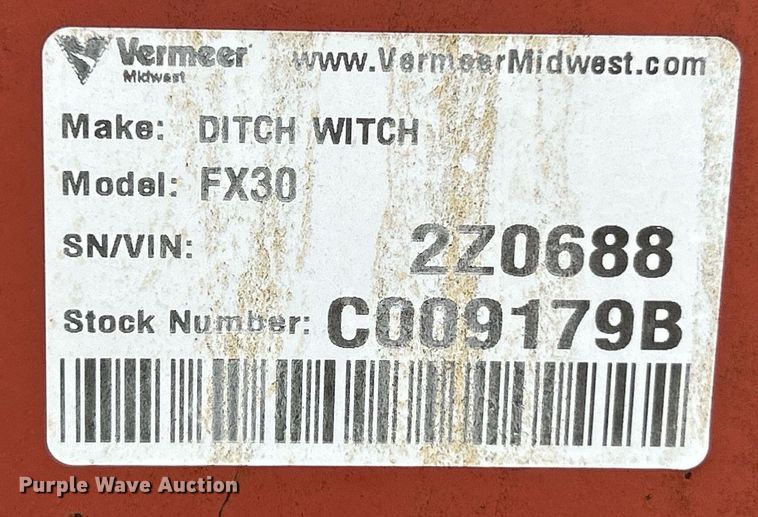 Vermeer www.VermeerMidwest.com
Midwest
Make: DITCH WITCH
Model: FX30
SN/VIN: 2Z0688
Stock Number: C009179B
Purple Wave Auction